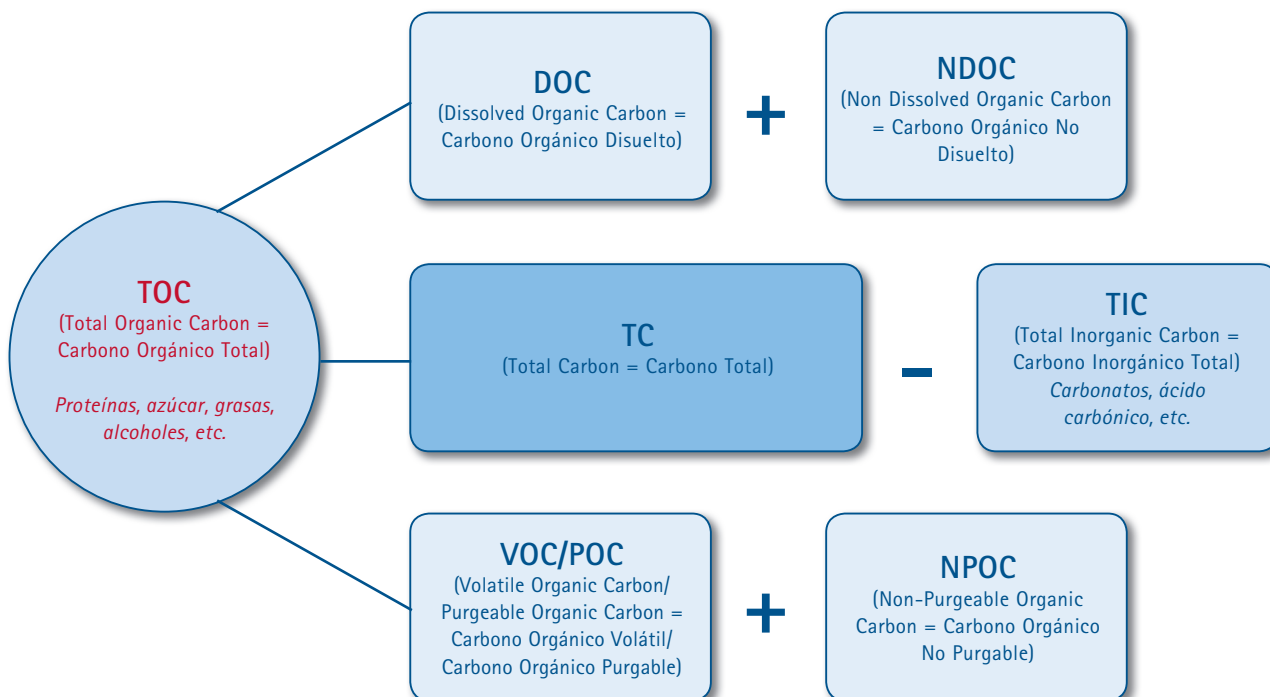 DOC
(Dissolved Organic Carbon =
Carbono Orgánico Disuelto)
+
NDOC
(Non Dissolved Organic Carbon
= Carbono Orgánico No
Disuelto)
TOC
(Total Organic Carbon =
Carbono Orgánico Total)
Proteínas, azúcar, grasas,
alcoholes, etc.
TC
(Total Carbon = Carbono Total)
-
TIC
(Total Inorganic Carbon =
Carbono Inorgánico Total)
Carbonatos, ácido
carbónico, etc.
VOC/POC
(Volatile Organic Carbon/
Purgeable Organic Carbon =
Carbono Orgánico Volátil/
Carbono Orgánico Purgable)
+
NPOC
(Non-Purgeable Organic
Carbon = Carbono Orgánico
No Purgable)